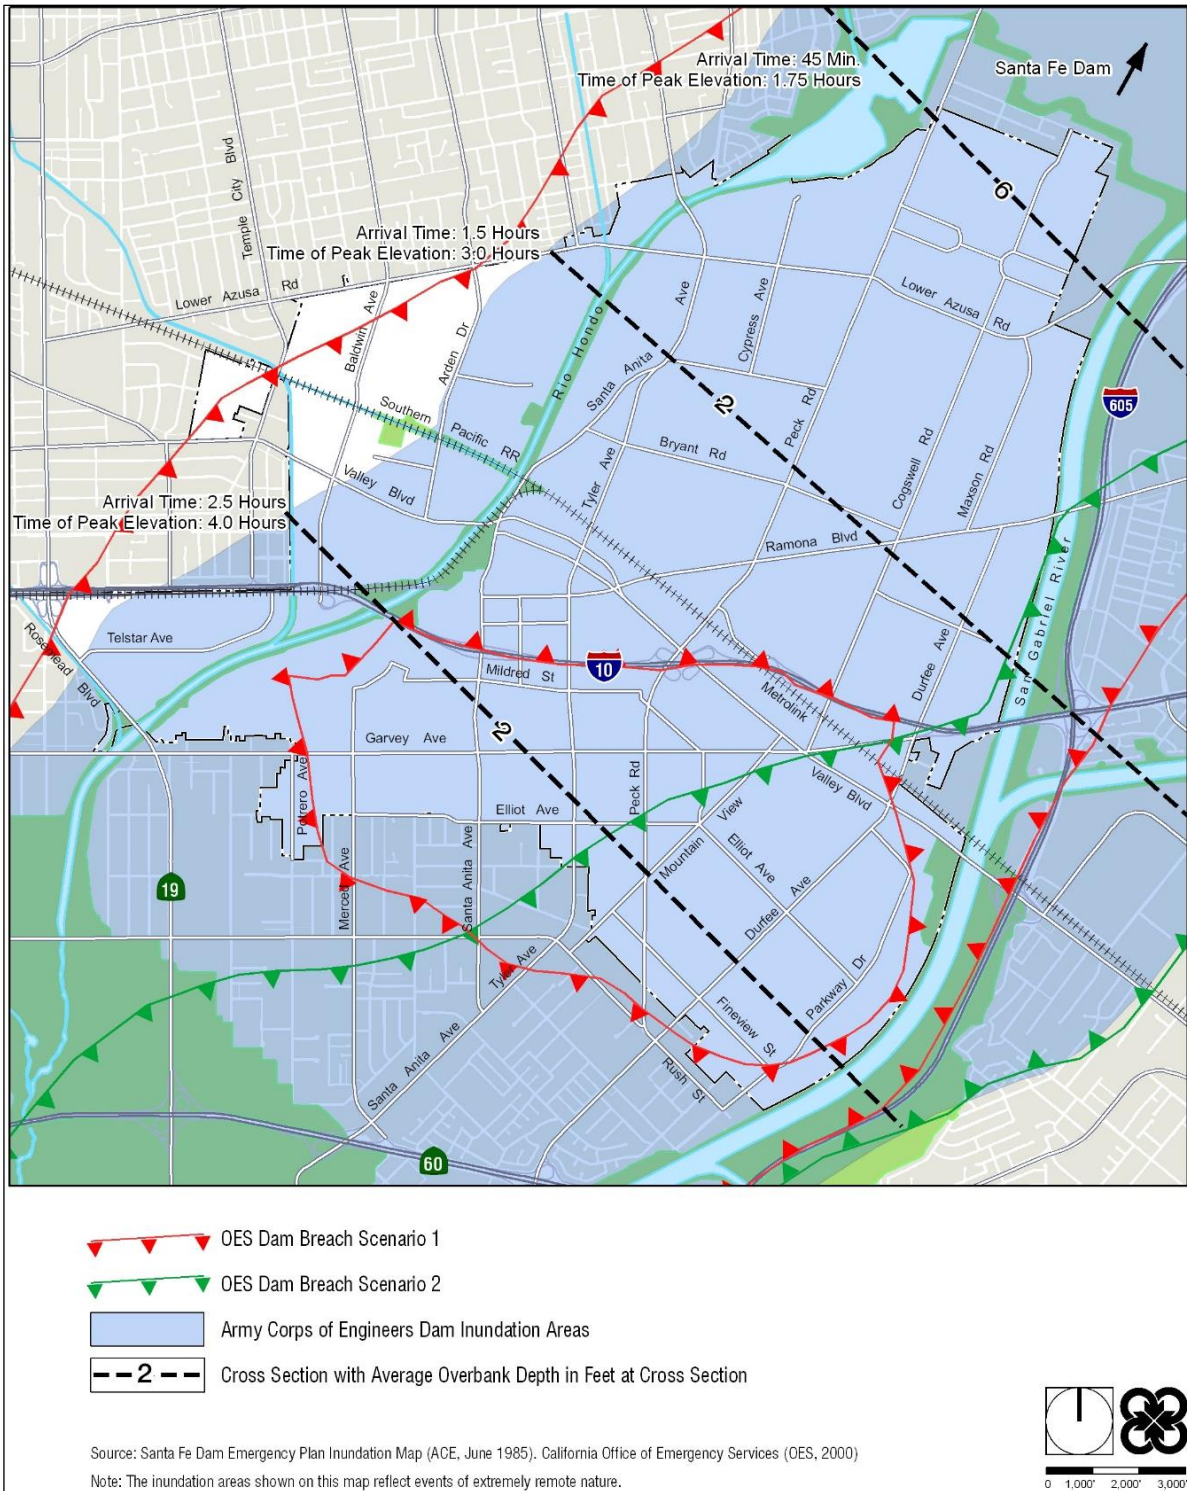 Arrival Time: 45 Min.
Time of Peak Elevation: 1.75 Hours
Santa Fe Dam
Temple City Blvd
6
Arrival Time: 1.5 Hours
Time of Peak Elevation: 3.0 Hours
Lower Azusa Rd
Baldwin Ave
Arden Dr
Rio Hondo
Santa Anita Ave
Cypress Ave
Lower Azusa Rd
Peck Rd
2
605
Southern Pacific RR
Bryant Rd
Tyler Ave
Cogswell Rd
Maxson Rd
Valley Blvd
Arrival Time: 2.5 Hours
Time of Peak Elevation: 4.0 Hours
Ramona Blvd
San Gabriel River
Rosemead Blvd
Telstar Ave
Durfee Ave
Mildred St
10
Metrolink
2
Garvey Ave
Potrero Ave
Peck Rd
Valley Blvd
Elliot Ave
Mountain View
Elliot Ave
19
Merced Ave
Santa Anita Ave
Durfee Ave
Tyler Ave
Parkway Dr
Fineview St
Santa Anita Ave
Rush St
60
OES Dam Breach Scenario 1
OES Dam Breach Scenario 2
Army Corps of Engineers Dam Inundation Areas
2 Cross Section with Average Overbank Depth in Feet at Cross Section
Source: Santa Fe Dam Emergency Plan Inundation Map (ACE, June 1985). California Office of Emergency Services (OES, 2000)
Note: The inundation areas shown on this map reflect events of extremely remote nature.
0 1,000' 2,000' 3,000'